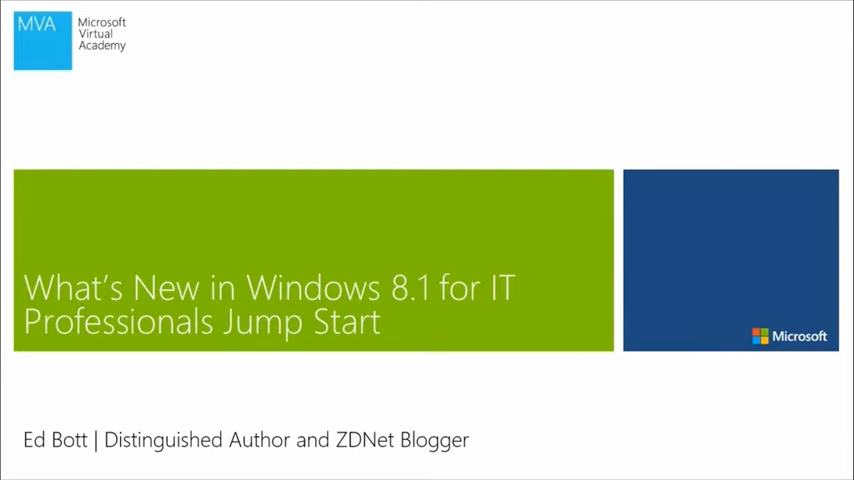 MVA
Microsoft
Virtual
Academy
What's New in Windows 8.1 for IT
Professionals Jump Start
Microsoft
Ed Bott | Distinguished Author and ZDNet Blogger